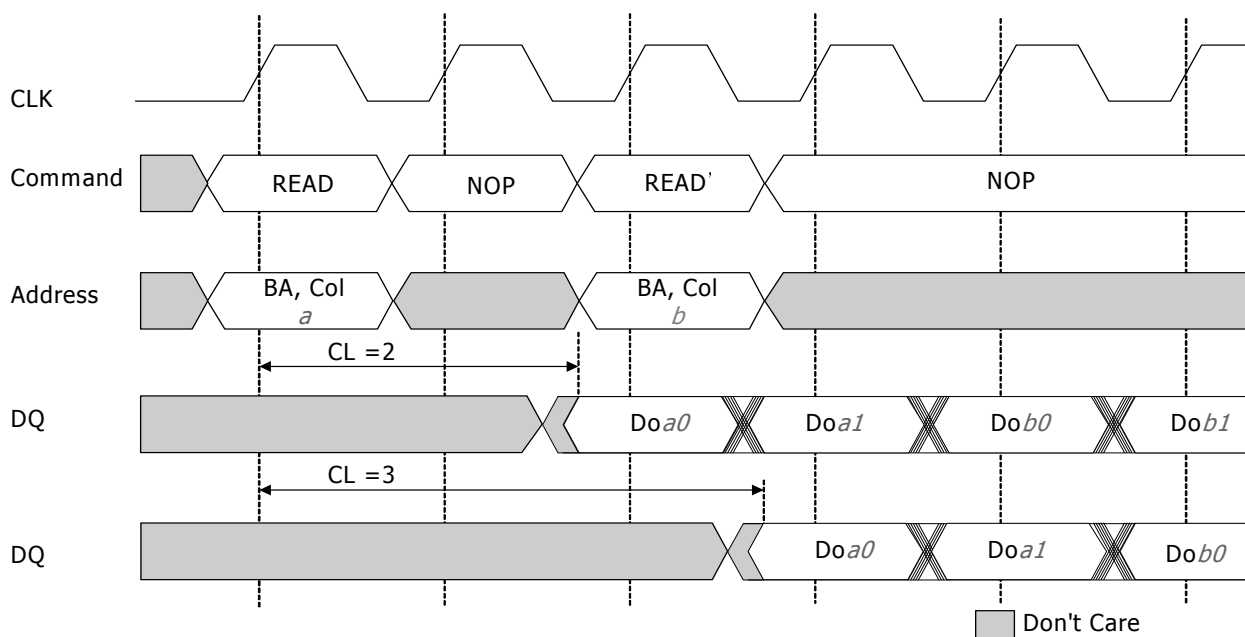 CLK
Command READ NOP READ' NOP
Address BA, Col BA, Col
a b
CL =2
DQ Doa0 Doa1 Dob0 Dob1
CL =3
DQ Doa0 Doa1 Dob0
Don't Care